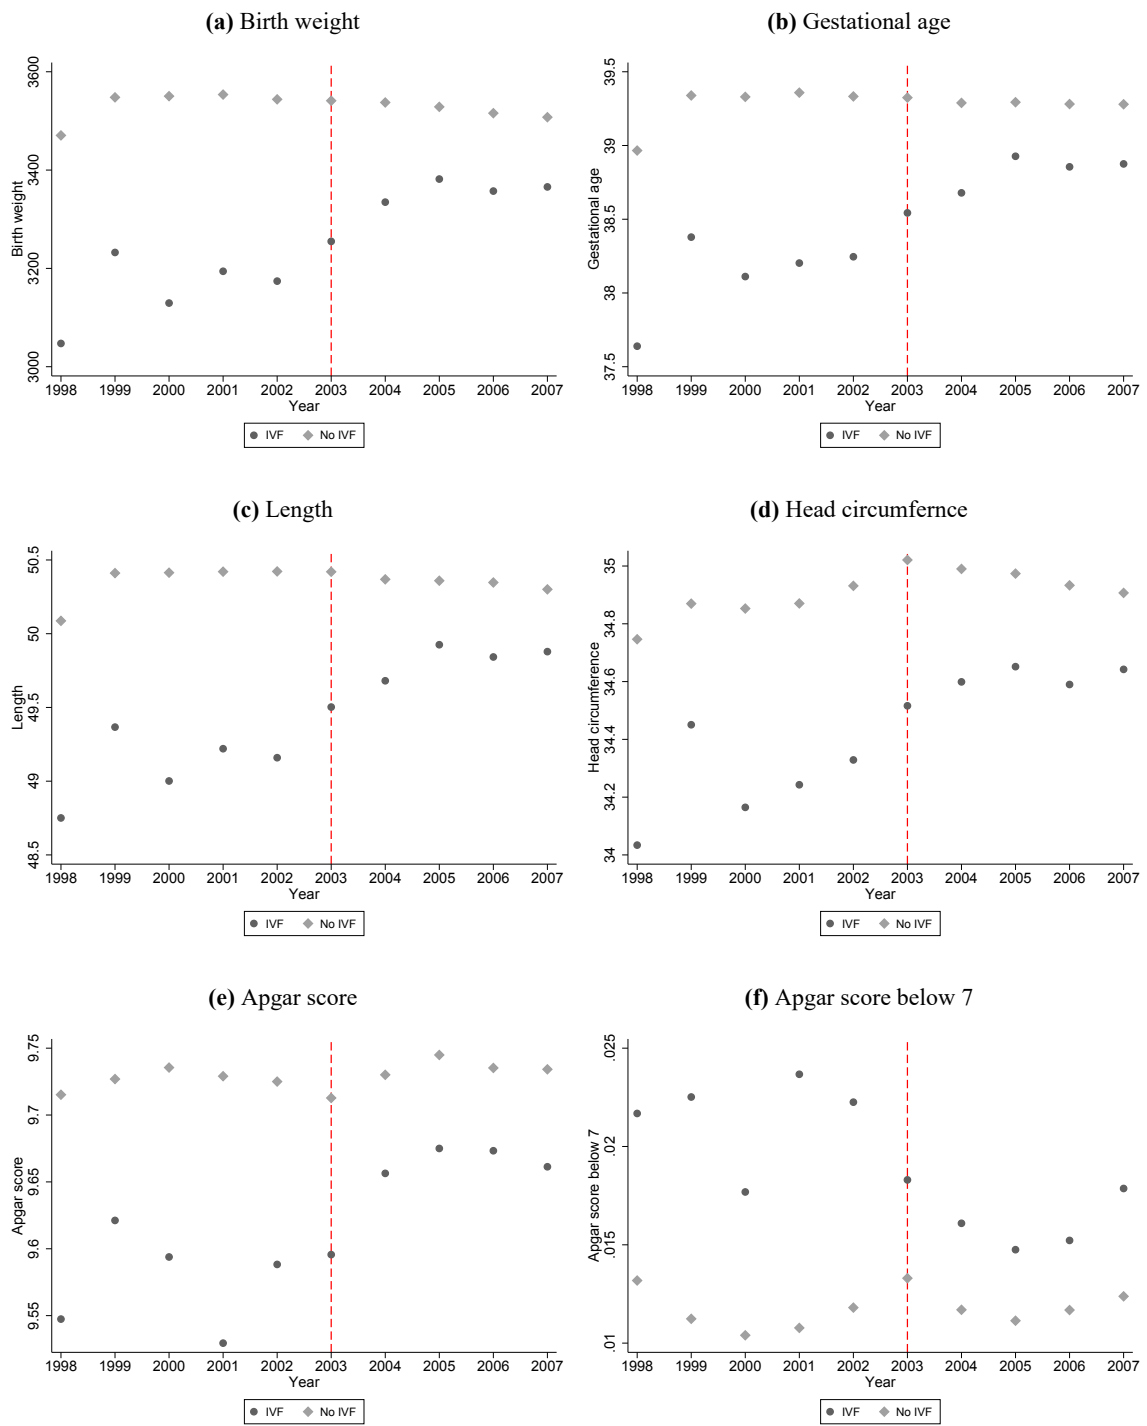 (a) Birth weight
3600
3400
3200
3000
Birth weight
1998 1999 2000 2001 2002 2003 2004 2005 2006 2007
Year
IVF No IVF
(b) Gestational age
39.5
39
38.5
38
37.5
Gestational age
1998 1999 2000 2001 2002 2003 2004 2005 2006 2007
Year
IVF No IVF
(c) Length
50.5
50
49.5
49
48.5
Length
1998 1999 2000 2001 2002 2003 2004 2005 2006 2007
Year
IVF No IVF
(d) Head circumfernce
35
34.8
34.6
34.4
34.2
34
Head circumference
1998 1999 2000 2001 2002 2003 2004 2005 2006 2007
Year
IVF No IVF
(e) Apgar score
9.75
9.7
9.65
9.6
9.55
Apgar score
1998 1999 2000 2001 2002 2003 2004 2005 2006 2007
Year
IVF No IVF
(f) Apgar score below 7
.025
.02
.015
.01
Apgar score below 7
1998 1999 2000 2001 2002 2003 2004 2005 2006 2007
Year
IVF No IVF